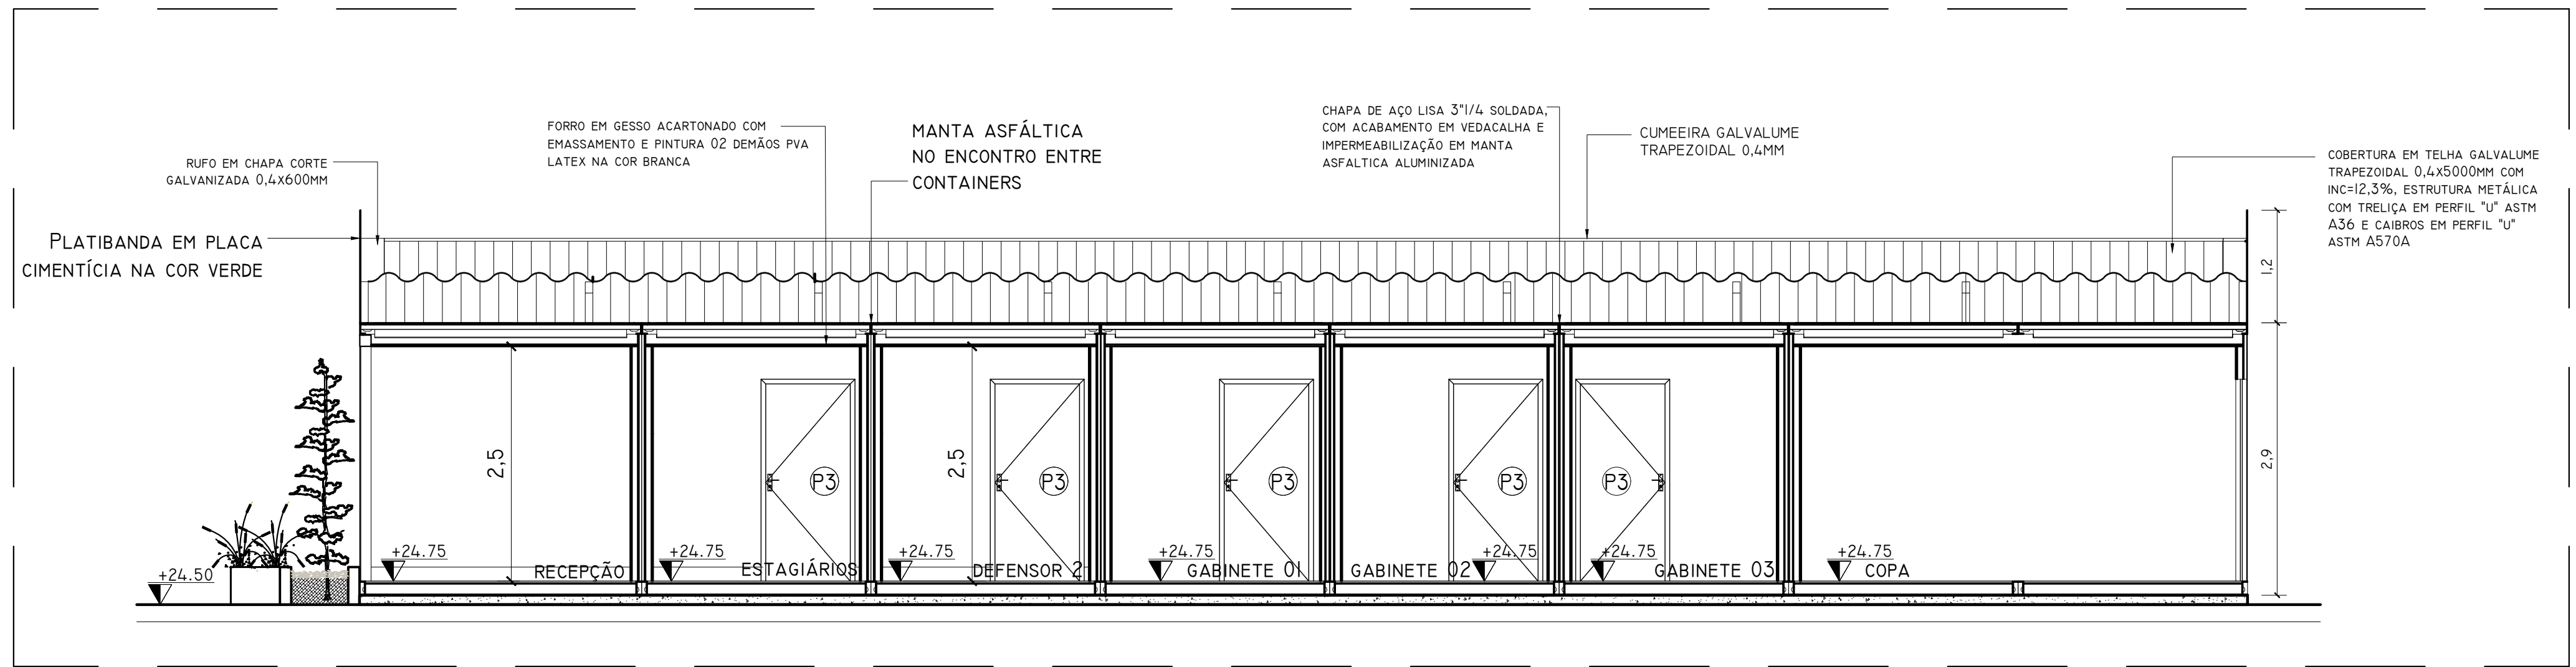 RUFO EM CHAPA CORTE
GALVANIZADA 0,4X600MM
PLATIBANDA EM PLACA
CIMENTÍCIA NA COR VERDE
FORRO EM GESSO ACARTONADO COM
EMASSAMENTO E PINTURA 02 DEMÃOS PVA
LATEX NA COR BRANCA
MANTA ASFÁLTICA
NO ENCONTRO ENTRE
CONTAINERS
CHAPA DE AÇO LISA 3"1/4 SOLDADA,
COM ACABAMENTO EM VEDACALHA E
IMPERMEABILIZAÇÃO EM MANTA
ASFALTICA ALUMINIZADA
CUMEEIRA GALVALUME
TRAPEZOIDAL 0,4MM
COBERTURA EM TELHA GALVALUME
TRAPEZOIDAL 0,4X5000MM COM
INC=12,3%, ESTRUTURA METÁLICA
COM TRELIÇA EM PERFIL "U" ASTM
A36 E CAIBROS EM PERFIL "U"
ASTM A570A
1,2
2,9
2,5
2,5
P3
P3
P3
P3
P3
+24.50
+24.75
RECEPÇÃO
+24.75
ESTAGIÁRIOS
+24.75
DEFENSOR 2
+24.75
GABINETE 01
GABINETE 02
+24.75
+24.75
GABINETE 03
+24.75
COPA